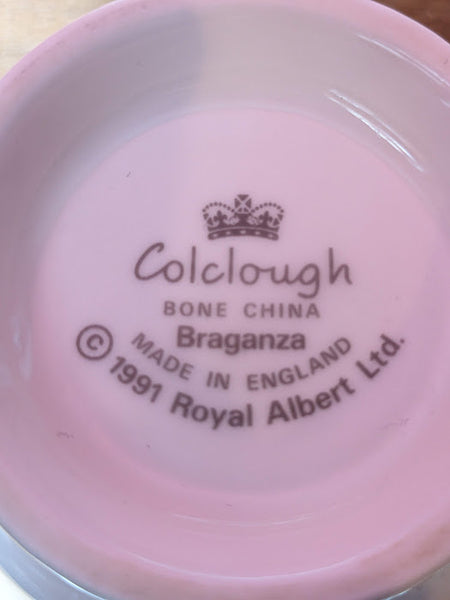 Colclough
BONE CHINA
Braganza
MADE IN ENGLAND
© 1991 Royal Albert Ltd.